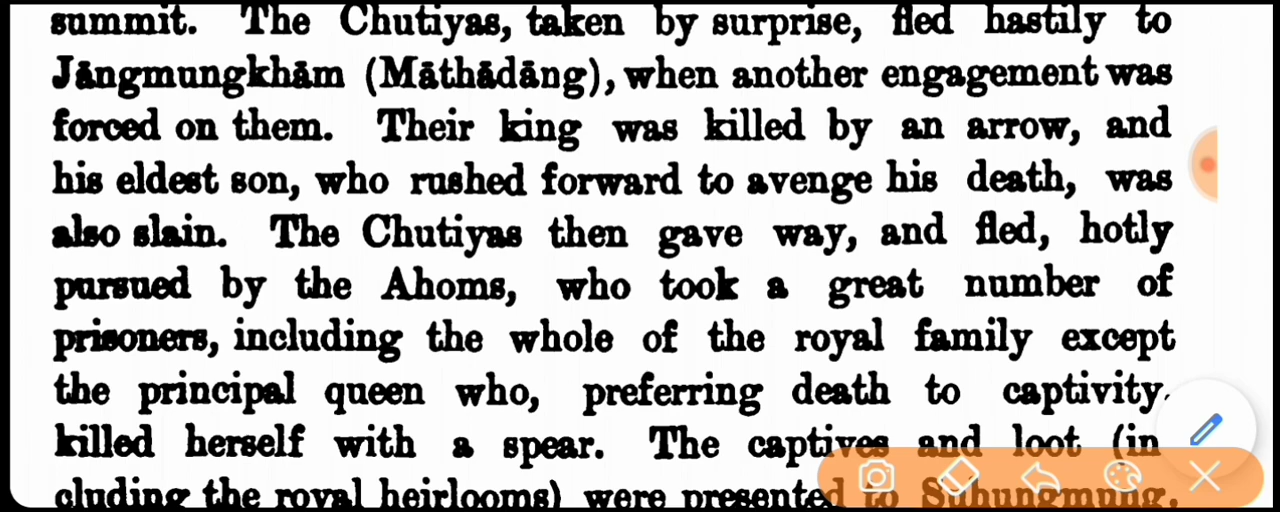 summit. The Chutiyas, taken by surprise, fled hastily to
Jāngmungkhām (Māthādāng), when another engagement was
forced on them. Their king was killed by an arrow, and
his eldest son, who rushed forward to avenge his death, was
also slain. The Chutiyas then gave way, and fled, hotly
pursued by the Ahoms, who took a great number of
prisoners, including the whole of the royal family except
the principal queen who, preferring death to captivity,
killed herself with a spear. The captives and loot (in
cluding the royal heirlooms) were presented to Suhungmung.